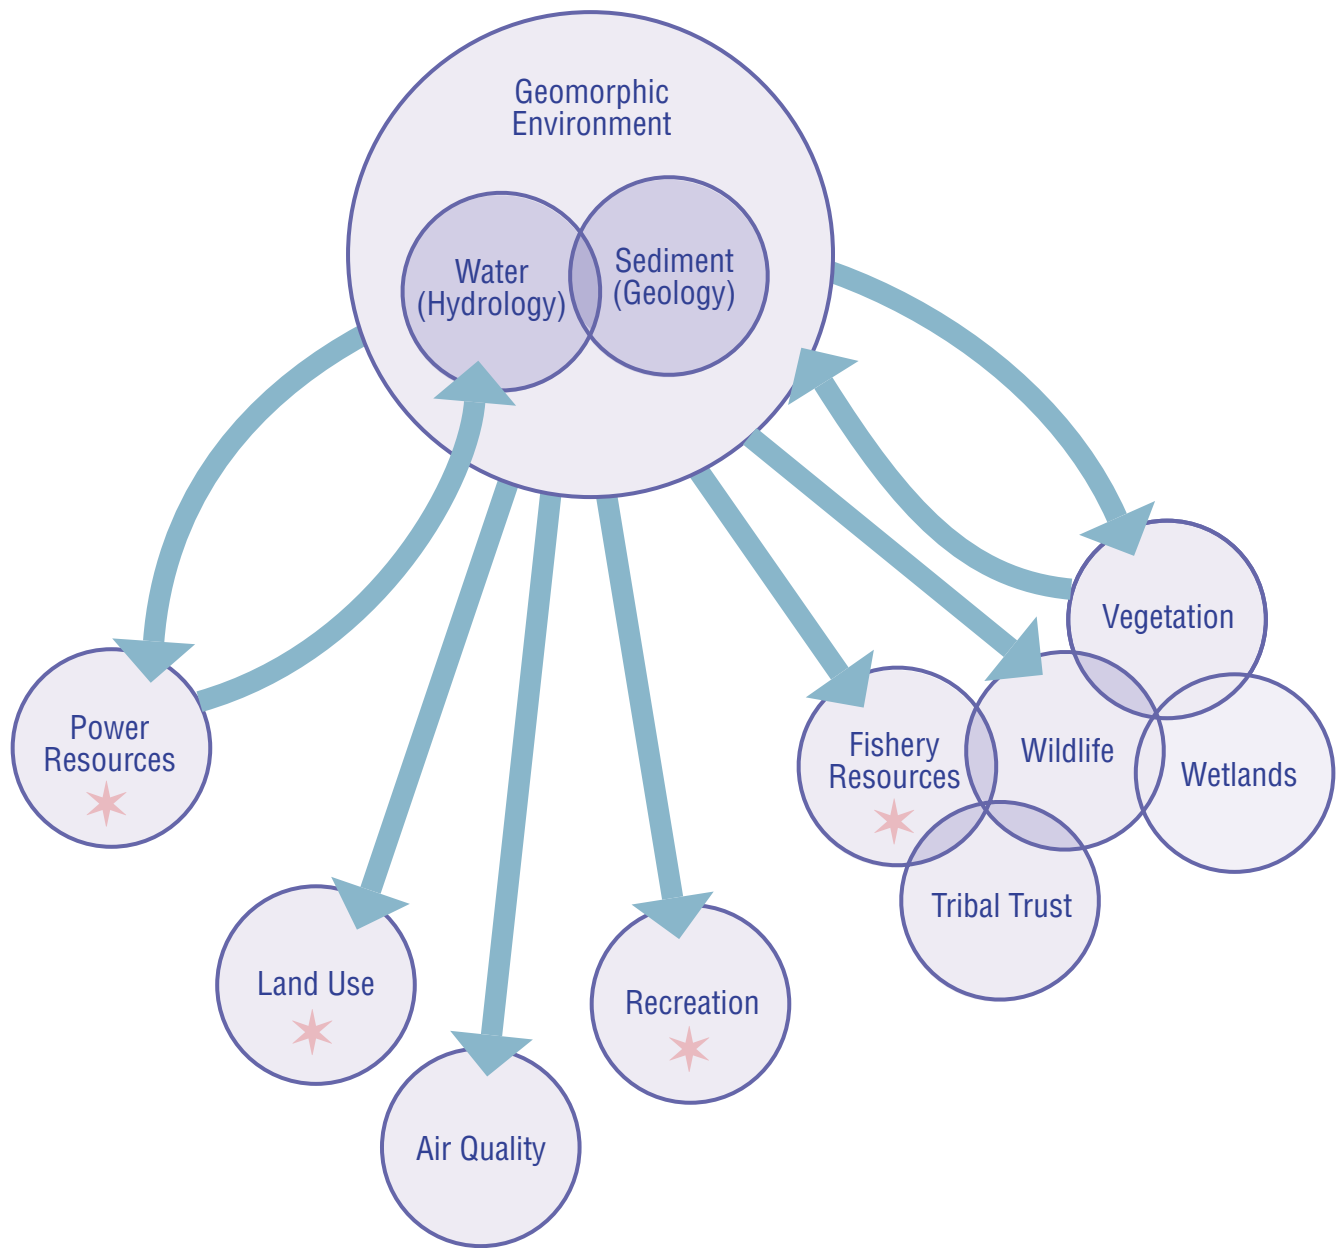 Geomorphic
Environment
Water
(Hydrology)
Sediment
(Geology)
Vegetation
Power
Resources
Fishery
Resources
Wildlife
Wetlands
Tribal Trust
Land Use
Recreation
Air Quality